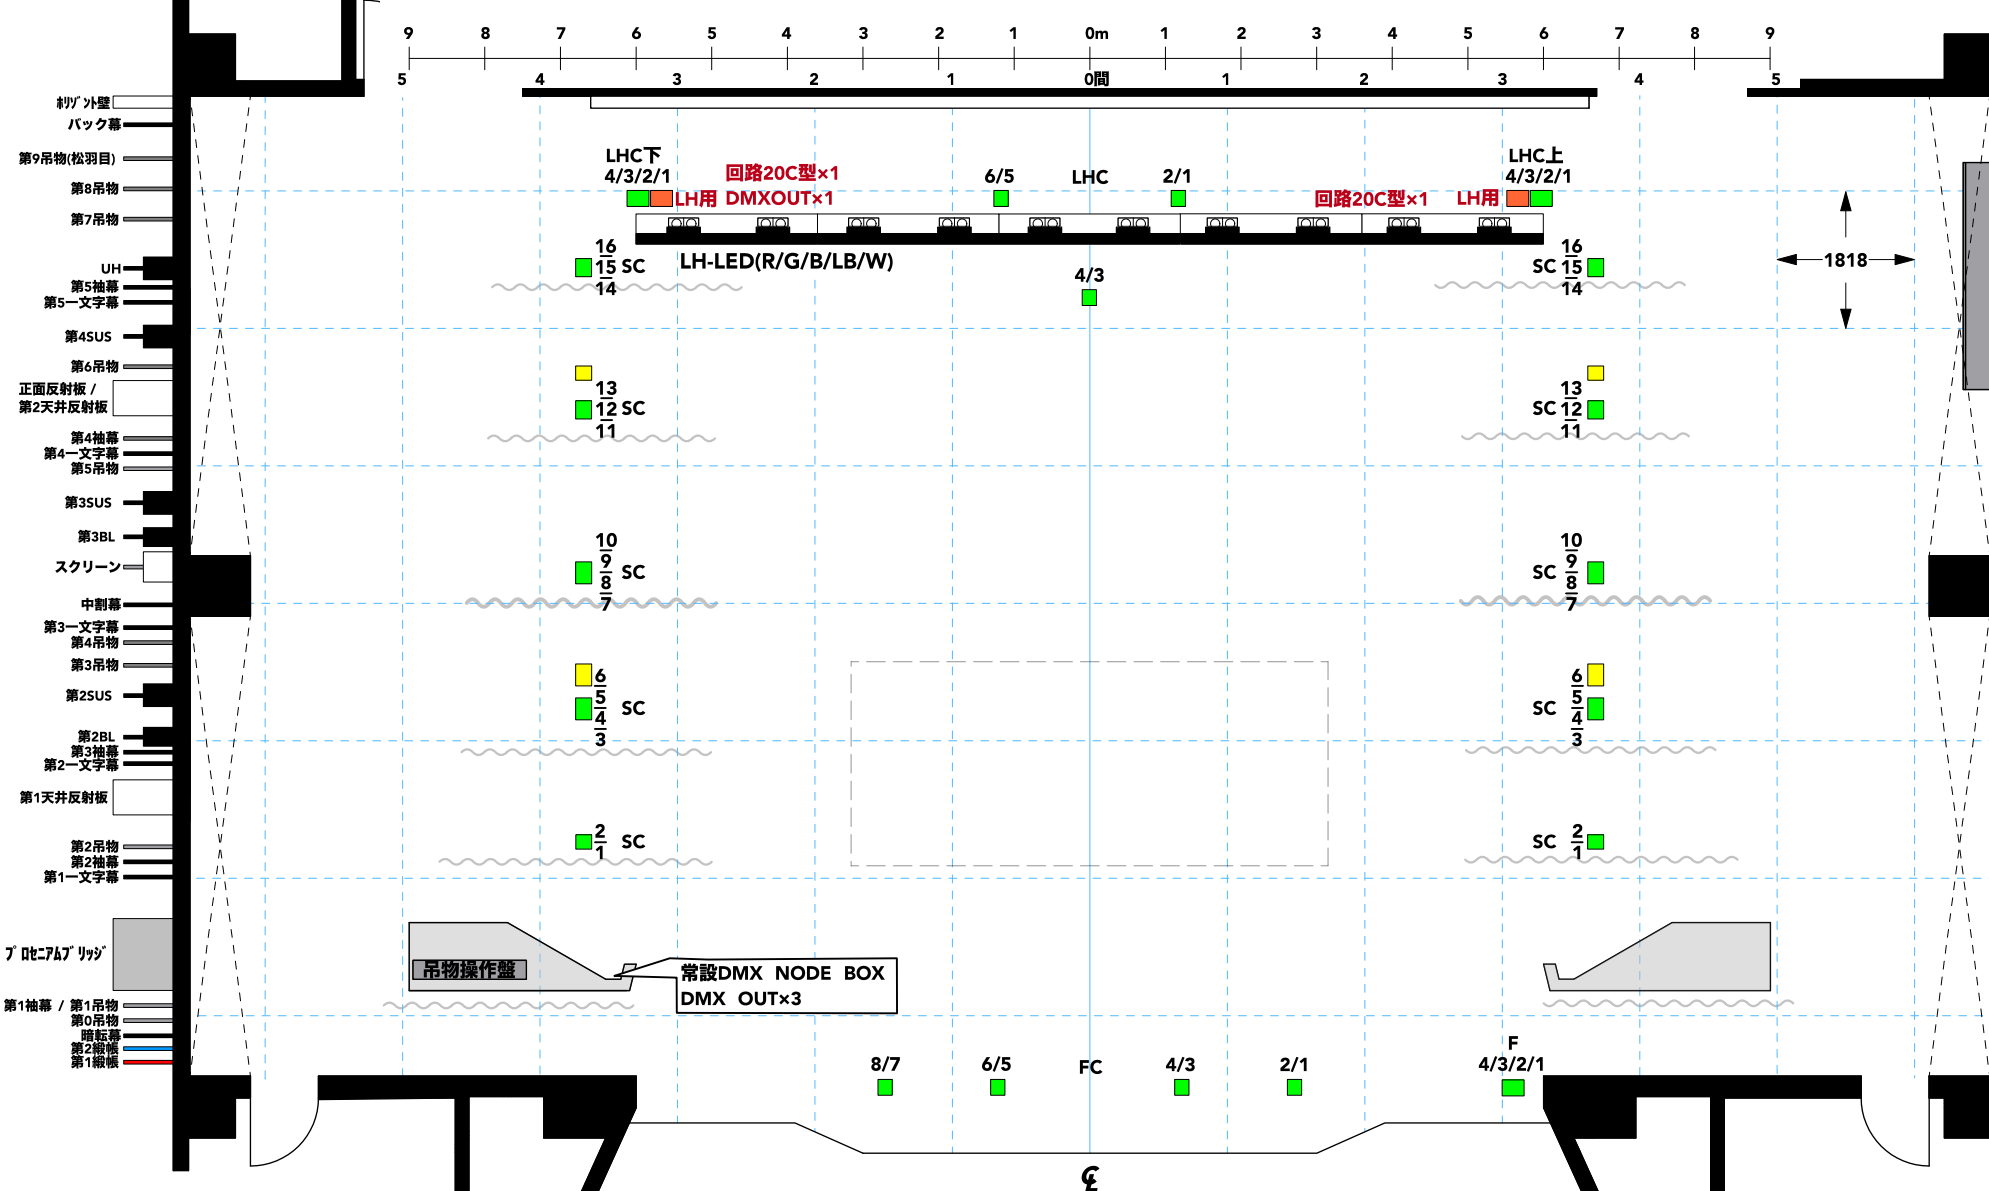 9 8 7 6 5 4 3 2 1 0m 1 2 3 4 5 6 7 8 9
5 4 3 2 1 0間 1 2 3 4 5
ﾎﾘｿﾞﾝﾄ壁
バック幕
第9吊物(松羽目)
第8吊物
第7吊物
UH
第5袖幕
第5一文字幕
第4SUS
第6吊物
正面反射板 /
第2天井反射板
第4袖幕
第4一文字幕
第5吊物
第3SUS
第3BL
スクリーン
中割幕
第3一文字幕
第4吊物
第3吊物
第2SUS
第2BL
第3袖幕
第2一文字幕
第1天井反射板
第2吊物
第2袖幕
第1一文字幕
ﾌﾟﾛｾﾆｱﾑﾌﾞﾘｯｼﾞ
第1袖幕 / 第1吊物
第0吊物
暗転幕
第2緞帳
第1緞帳
LHC下
4/3/2/1
LH用
回路20C型×1
DMXOUT×1
6/5
LHC
2/1
回路20C型×1
LH用
LHC上
4/3/2/1
LH-LED(R/G/B/LB/W)
4/3
1818
16
15
14
SC
SC
16
15
14
13
12
11
SC
SC
13
12
11
10
9
8
7
SC
SC
10
9
8
7
6
5
4
3
SC
SC
6
5
4
3
2
1
SC
SC
2
1
吊物操作盤
常設DMX NODE BOX
DMX OUT×3
8/7
6/5
FC
4/3
2/1
F
4/3/2/1
℄